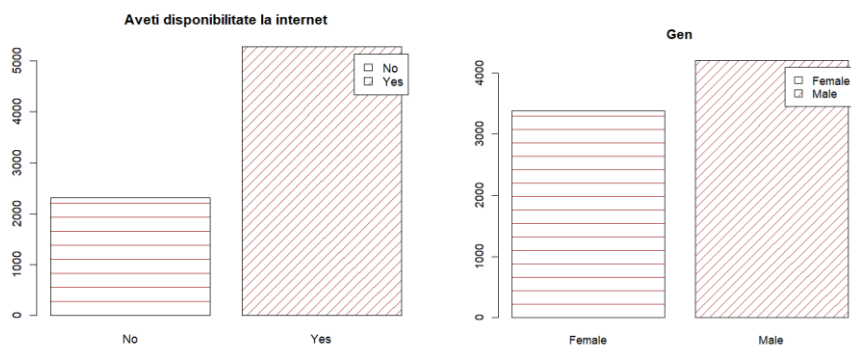 Aveti disponibilitate la internet
5000
4000
3000
2000
1000
0
No
Yes
No
Yes
Gen
4000
3000
2000
1000
0
Female
Male
Female
Male